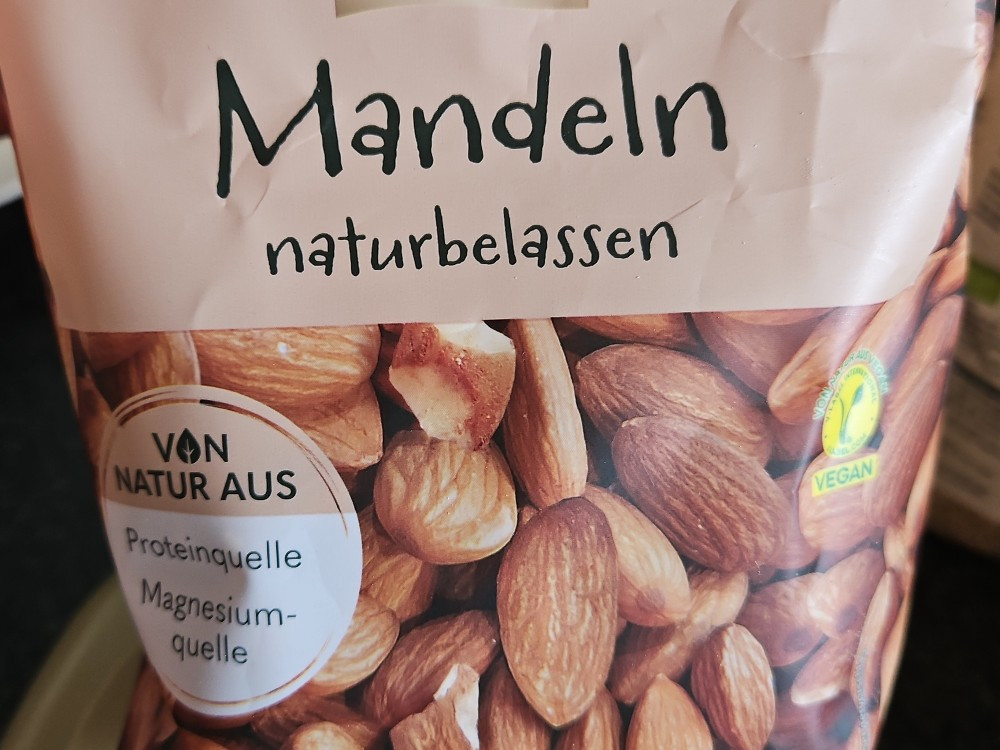 Mandeln
naturbelassen
VON
NATUR AUS
Proteinquelle
Magnesium-
quelle
VEGAN